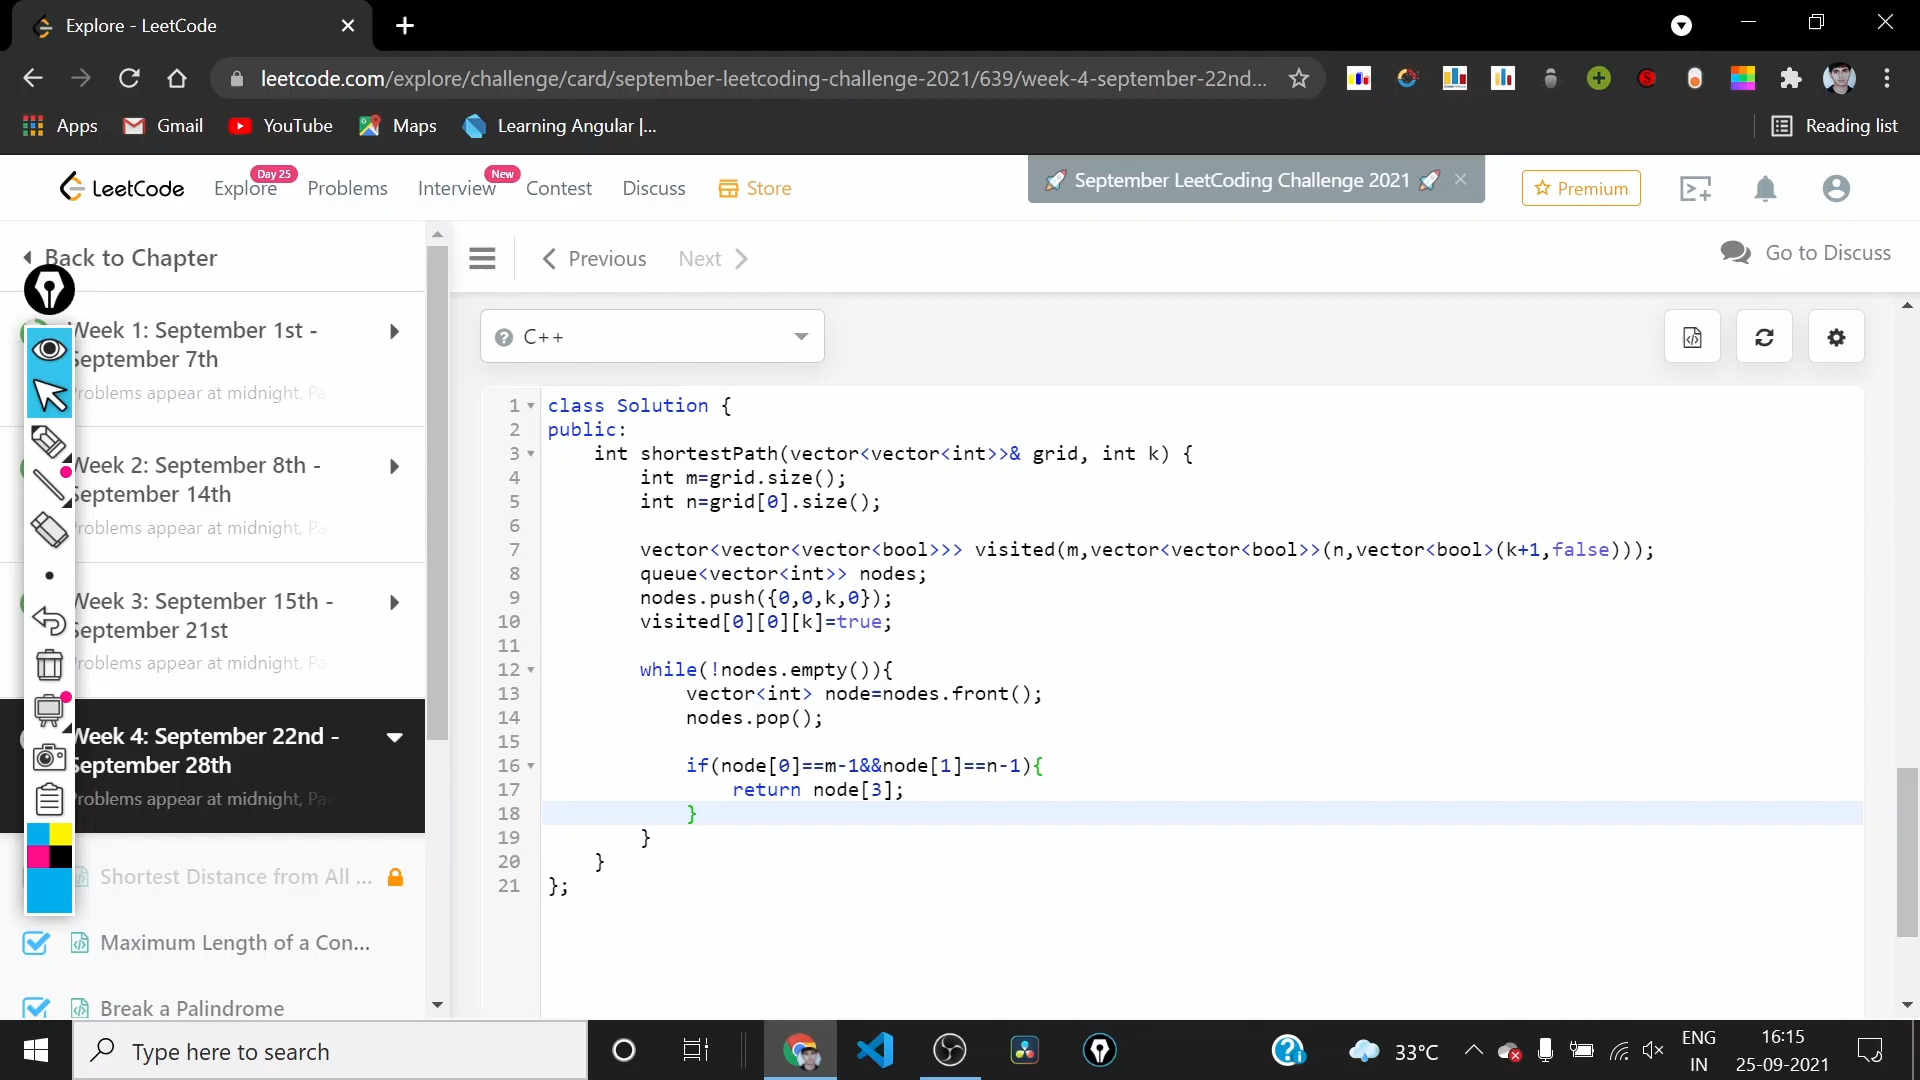 Explore - LeetCode
leetcode.com/explore/challenge/card/september-leetcoding-challenge-2021/639/week-4-september-22nd...
Apps
Gmail
YouTube
Maps
Learning Angular |...
Reading list
LeetCode
Explore
Day 25
Problems
Interview
New
Contest
Discuss
Store
🚀 September LeetCoding Challenge 2021 🚀
Premium
Back to Chapter
Previous
Next
Go to Discuss
Week 1: September 1st -
September 7th
Problems appear at midnight, Pa
Week 2: September 8th -
September 14th
Problems appear at midnight, Pa
Week 3: September 15th -
September 21st
Problems appear at midnight, Pa
Week 4: September 22nd -
September 28th
Problems appear at midnight, Pa
Shortest Distance from All ...
Maximum Length of a Con...
Break a Palindrome
C++
1 class Solution {
2 public:
3 int shortestPath(vector<vector<int>>& grid, int k) {
4 int m=grid.size();
5 int n=grid[0].size();
6
7 vector<vector<vector<bool>>> visited(m,vector<vector<bool>>(n,vector<bool>(k+1,false)));
8 queue<vector<int>> nodes;
9 nodes.push({0,0,k,0});
10 visited[0][0][k]=true;
11
12 while(!nodes.empty()){
13 vector<int> node=nodes.front();
14 nodes.pop();
15
16 if(node[0]==m-1&&node[1]==n-1){
17 return node[3];
18 }
19 }
20 }
21 };
Type here to search
33°C
ENG
IN
16:15
25-09-2021